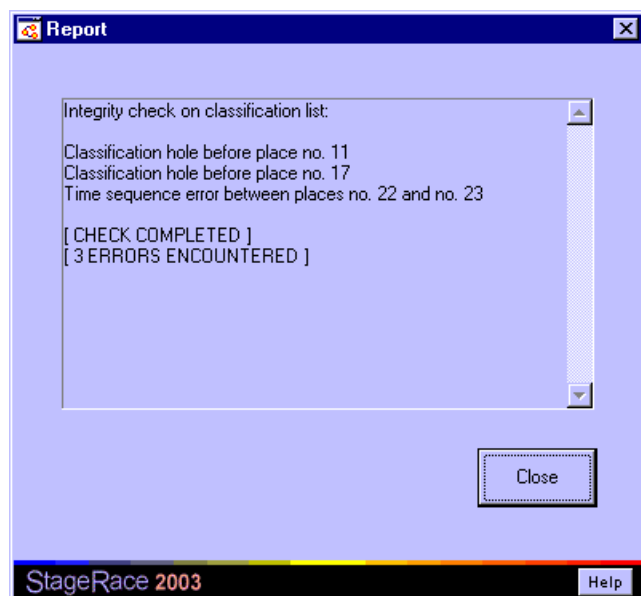 Report
Integrity check on classification list:
Classification hole before place no. 11
Classification hole before place no. 17
Time sequence error between places no. 22 and no. 23
[ CHECK COMPLETED ]
[ 3 ERRORS ENCOUNTERED ]
Close
StageRace 2003
Help